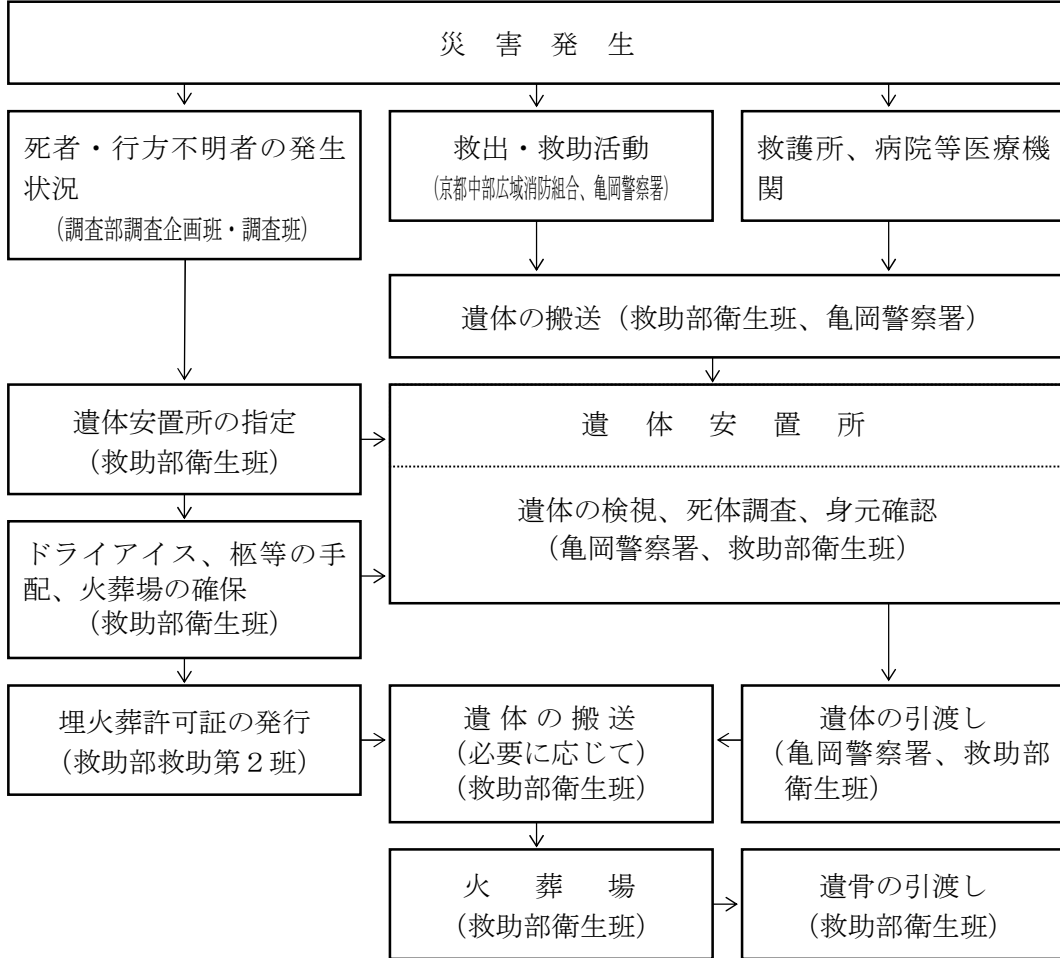 災害発生
死者・行方不明者の発生
状況
（調査部調査企画班・調査班）
救出・救助活動
（京都中部広域消防組合、亀岡警察署）
救護所、病院等医療機
関
遺体の搬送（救助部衛生班、亀岡警察署）
遺体安置所の指定
（救助部衛生班）
遺体安置所
遺体の検視、死体調査、身元確認
（亀岡警察署、救助部衛生班）
ドライアイス、柩等の手
配、火葬場の確保
（救助部衛生班）
埋火葬許可証の発行
（救助部救助第２班）
遺体の搬送
（必要に応じて）
（救助部衛生班）
遺体の引渡し
（亀岡警察署、救助部
衛生班）
火葬場
（救助部衛生班）
遺骨の引渡し
（救助部衛生班）